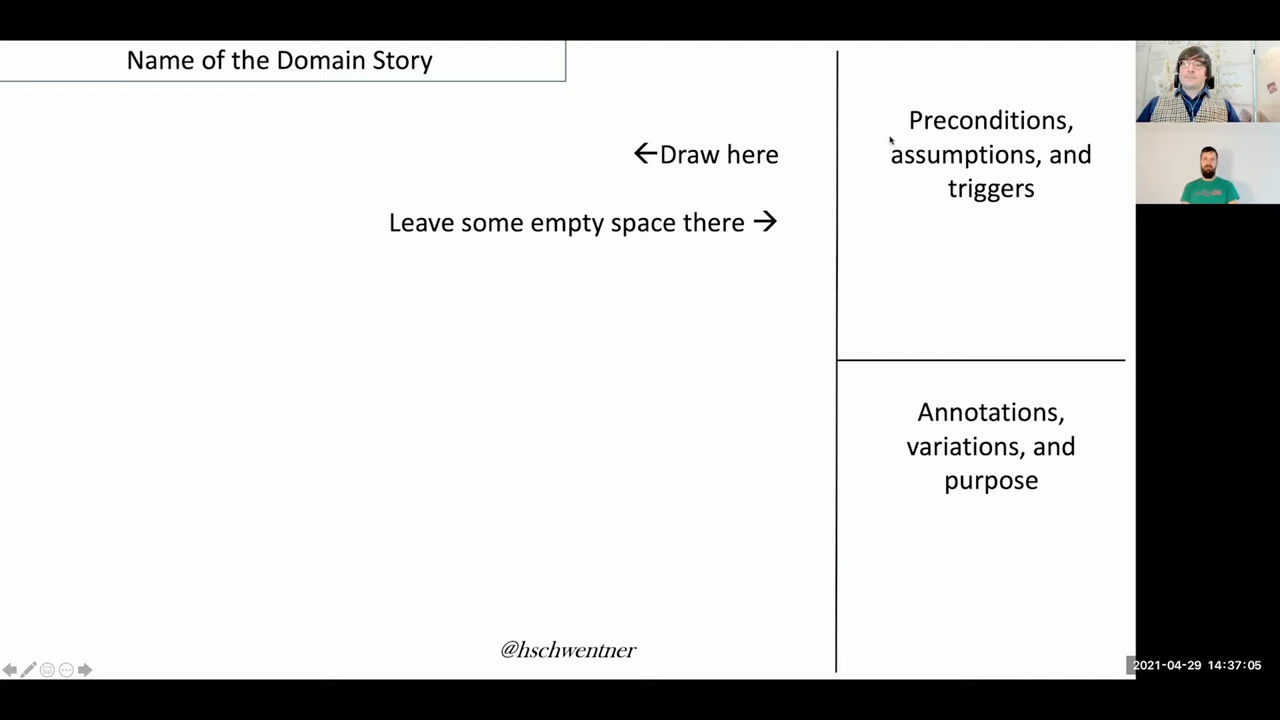 Name of the Domain Story
←Draw here
Leave some empty space there →
Preconditions,
assumptions, and
triggers
Annotations,
variations, and
purpose
@hschwentner
2021-04-29 14:37:05